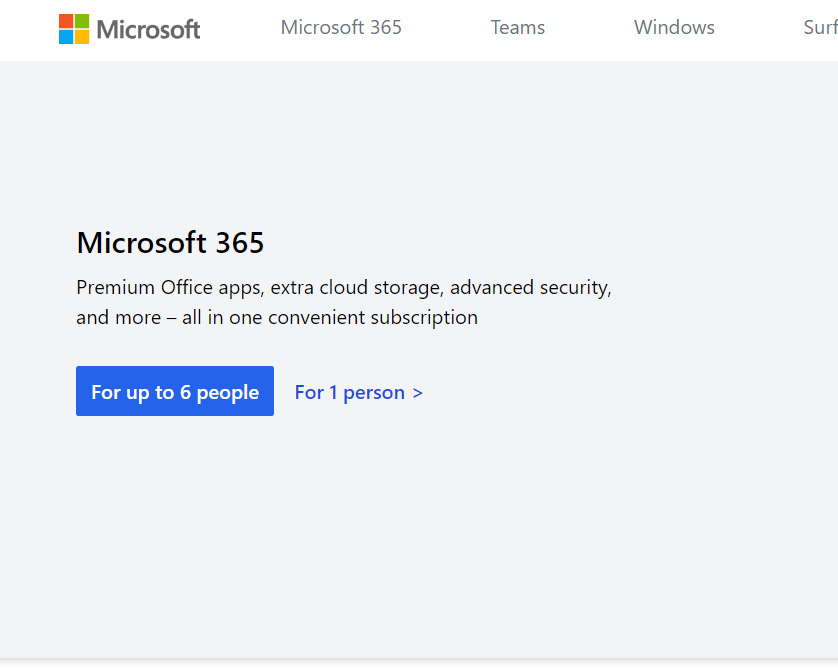 Microsoft Microsoft 365 Teams Windows Surf
Microsoft 365
Premium Office apps, extra cloud storage, advanced security,
and more – all in one convenient subscription
For up to 6 people For 1 person >